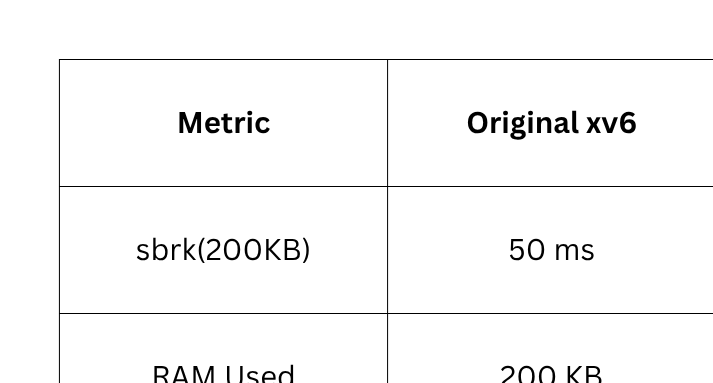 Metric Original xv6
sbrk(200KB) 50 ms
RAM Used 200 KB